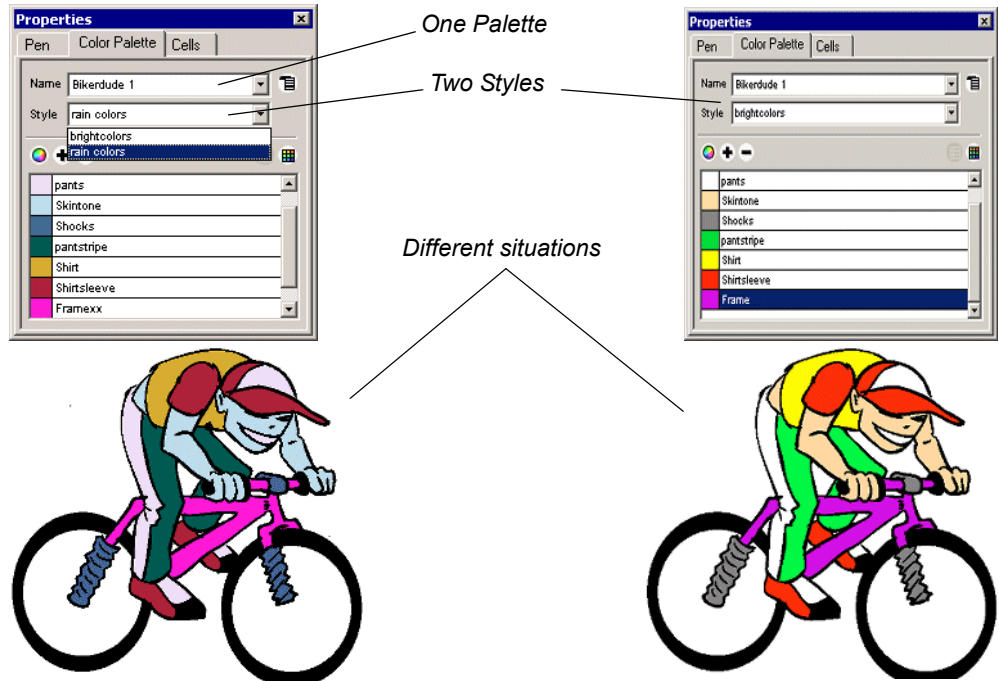 Properties
Pen Color Palette Cells
Name Bikerdude 1
Style rain colors
brightcolors
rain colors
pants
Skintone
Shocks
pantstripe
Shirt
Shirtsleeve
Framexx
One Palette
Two Styles
Different situations
Properties
Pen Color Palette Cells
Name Bikerdude 1
Style brightcolors
pants
Skintone
Shocks
pantstripe
Shirt
Shirtsleeve
Frame